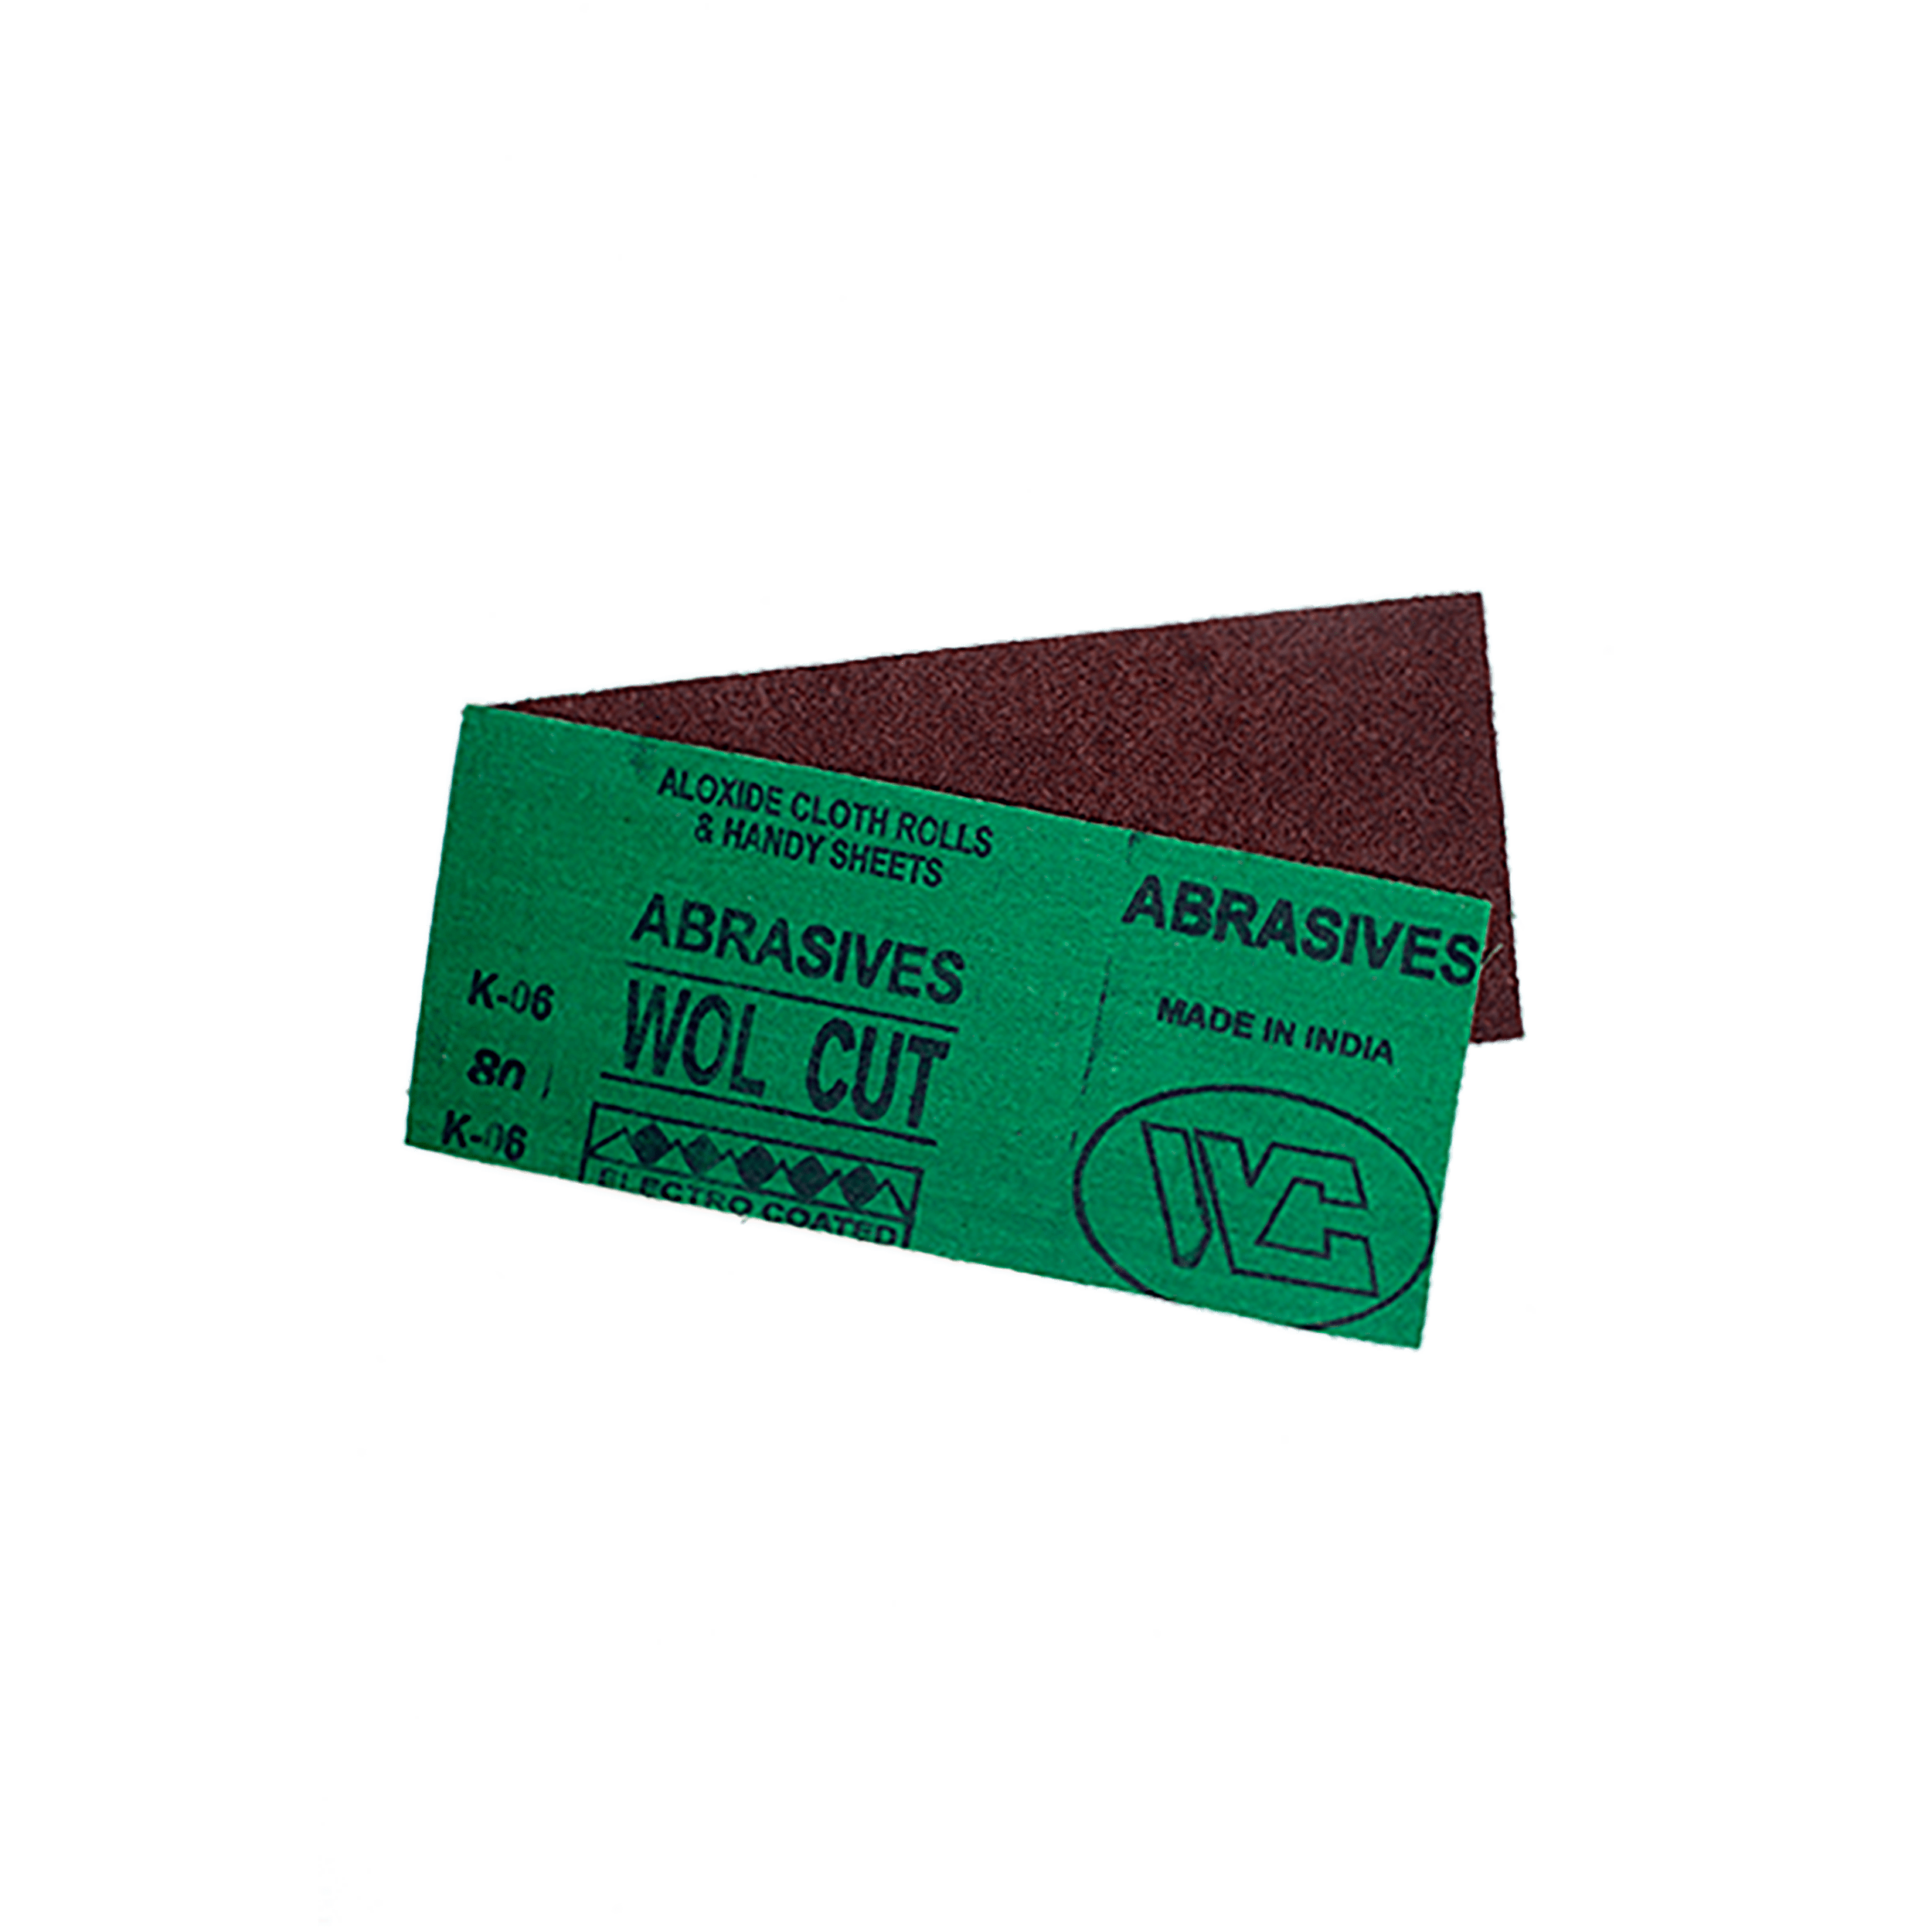 ALOXIDE CLOTH ROLLS
& HANDY SHEETS
ABRASIVES
WOL CUT
ELECTRO COATED
K-06
80
K-06
ABRASIVES
MADE IN INDIA
WC